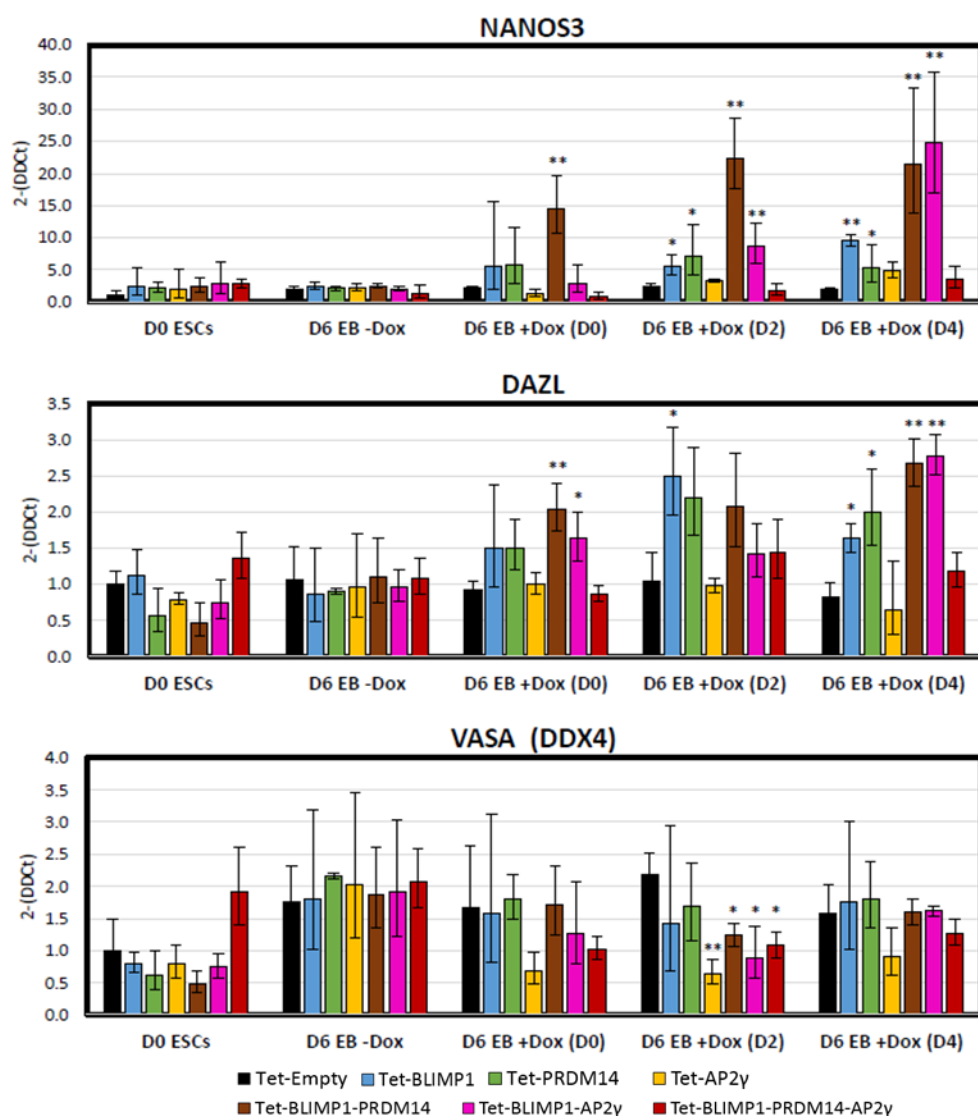 NANOS3
40.0
35.0
30.0
25.0
20.0
15.0
10.0
5.0
0.0
2-(DDCt)
** * * ** ** ** * ** **
D0 ESCs D6 EB -Dox D6 EB +Dox (D0) D6 EB +Dox (D2) D6 EB +Dox (D4)
DAZL
3.5
3.0
2.5
2.0
1.5
1.0
0.5
0.0
2-(DDCt)
** * * * * ** **
D0 ESCs D6 EB -Dox D6 EB +Dox (D0) D6 EB +Dox (D2) D6 EB +Dox (D4)
VASA (DDX4)
4.0
3.5
3.0
2.5
2.0
1.5
1.0
0.5
0.0
2-(DDCt)
** * * *
D0 ESCs D6 EB -Dox D6 EB +Dox (D0) D6 EB +Dox (D2) D6 EB +Dox (D4)
Tet-Empty Tet-BLIMP1 Tet-PRDM14 Tet-AP2γ
Tet-BLIMP1-PRDM14 Tet-BLIMP1-AP2γ Tet-BLIMP1-PRDM14-AP2γ